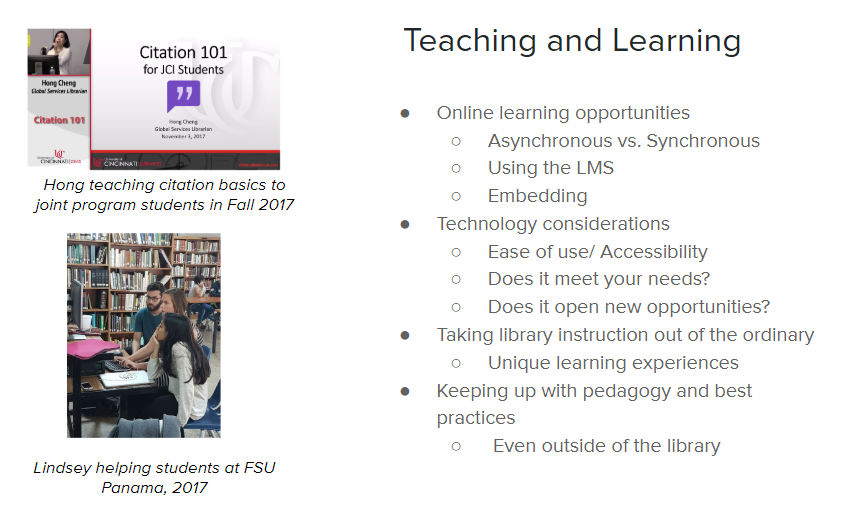 Teaching and Learning
Hong Cheng
Global Services Librarian
Citation 101
Citation 101
for JCI Students
Hong Cheng
Global Services Librarian
November 3, 2017
CINCINNATI
CINCINNATI
Hong teaching citation basics to
joint program students in Fall 2017
Lindsey helping students at FSU
Panama, 2017
● Online learning opportunities
○ Asynchronous vs. Synchronous
○ Using the LMS
○ Embedding
● Technology considerations
○ Ease of use/ Accessibility
○ Does it meet your needs?
○ Does it open new opportunities?
● Taking library instruction out of the ordinary
○ Unique learning experiences
● Keeping up with pedagogy and best
practices
○ Even outside of the library